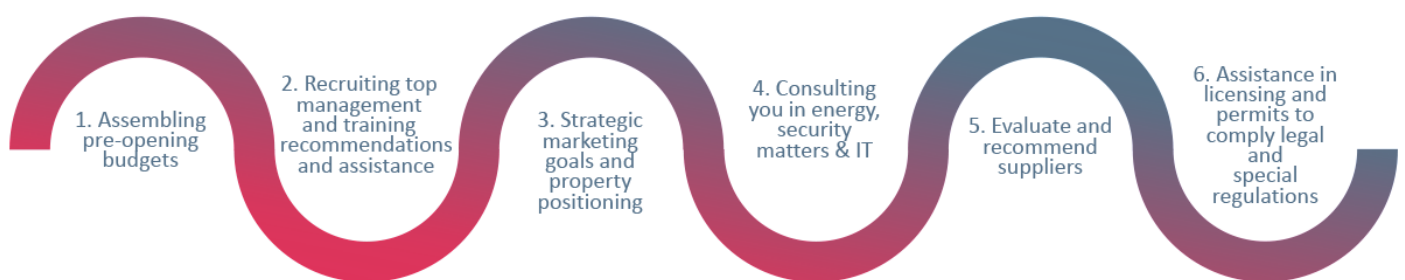 1. Assembling
pre-opening
budgets
2. Recruiting top
management
and training
recommendations
and assistance
3. Strategic
marketing
goals and
property
positioning
4. Consulting
you in energy,
security
matters & IT
5. Evaluate and
recommend
suppliers
6. Assistance in
licensing and
permits to
comply legal
and
special
regulations